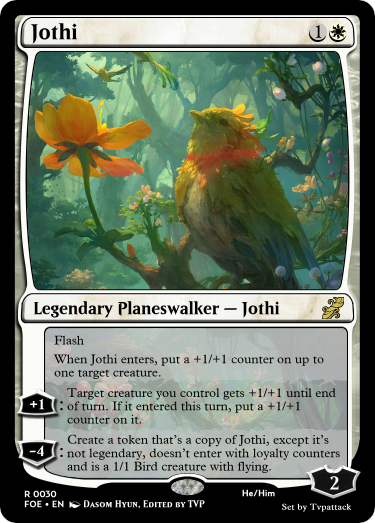 Jothi 1
Legendary Planeswalker — Jothi
Flash
When Jothi enters, put a +1/+1 counter on up to
one target creature.
+1: Target creature you control gets +1/+1 until end
of turn. If it entered this turn, put a +1/+1
counter on it.
-4: Create a token that's a copy of Jothi, except it's
not legendary, doesn't enter with loyalty counters
and is a 1/1 Bird creature with flying.
2
R 0030 He/Him
FOE • EN Dasom Hyun, Edited by TVP Set by Tvpattack